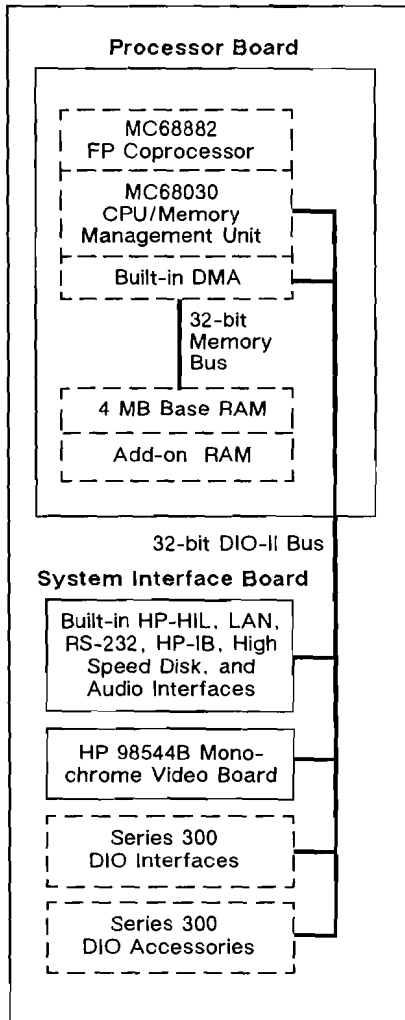 Processor Board
MC68882
FP Coprocessor
MC68030
CPU/Memory
Management Unit
Built-in DMA
32-bit
Memory
Bus
4 MB Base RAM
Add-on RAM
32-bit DIO-II Bus
System Interface Board
Built-in HP-HIL, LAN,
RS-232, HP-IB, High
Speed Disk, and
Audio Interfaces
HP 98544B Mono-
chrome Video Board
Series 300
DIO Interfaces
Series 300
DIO Accessories